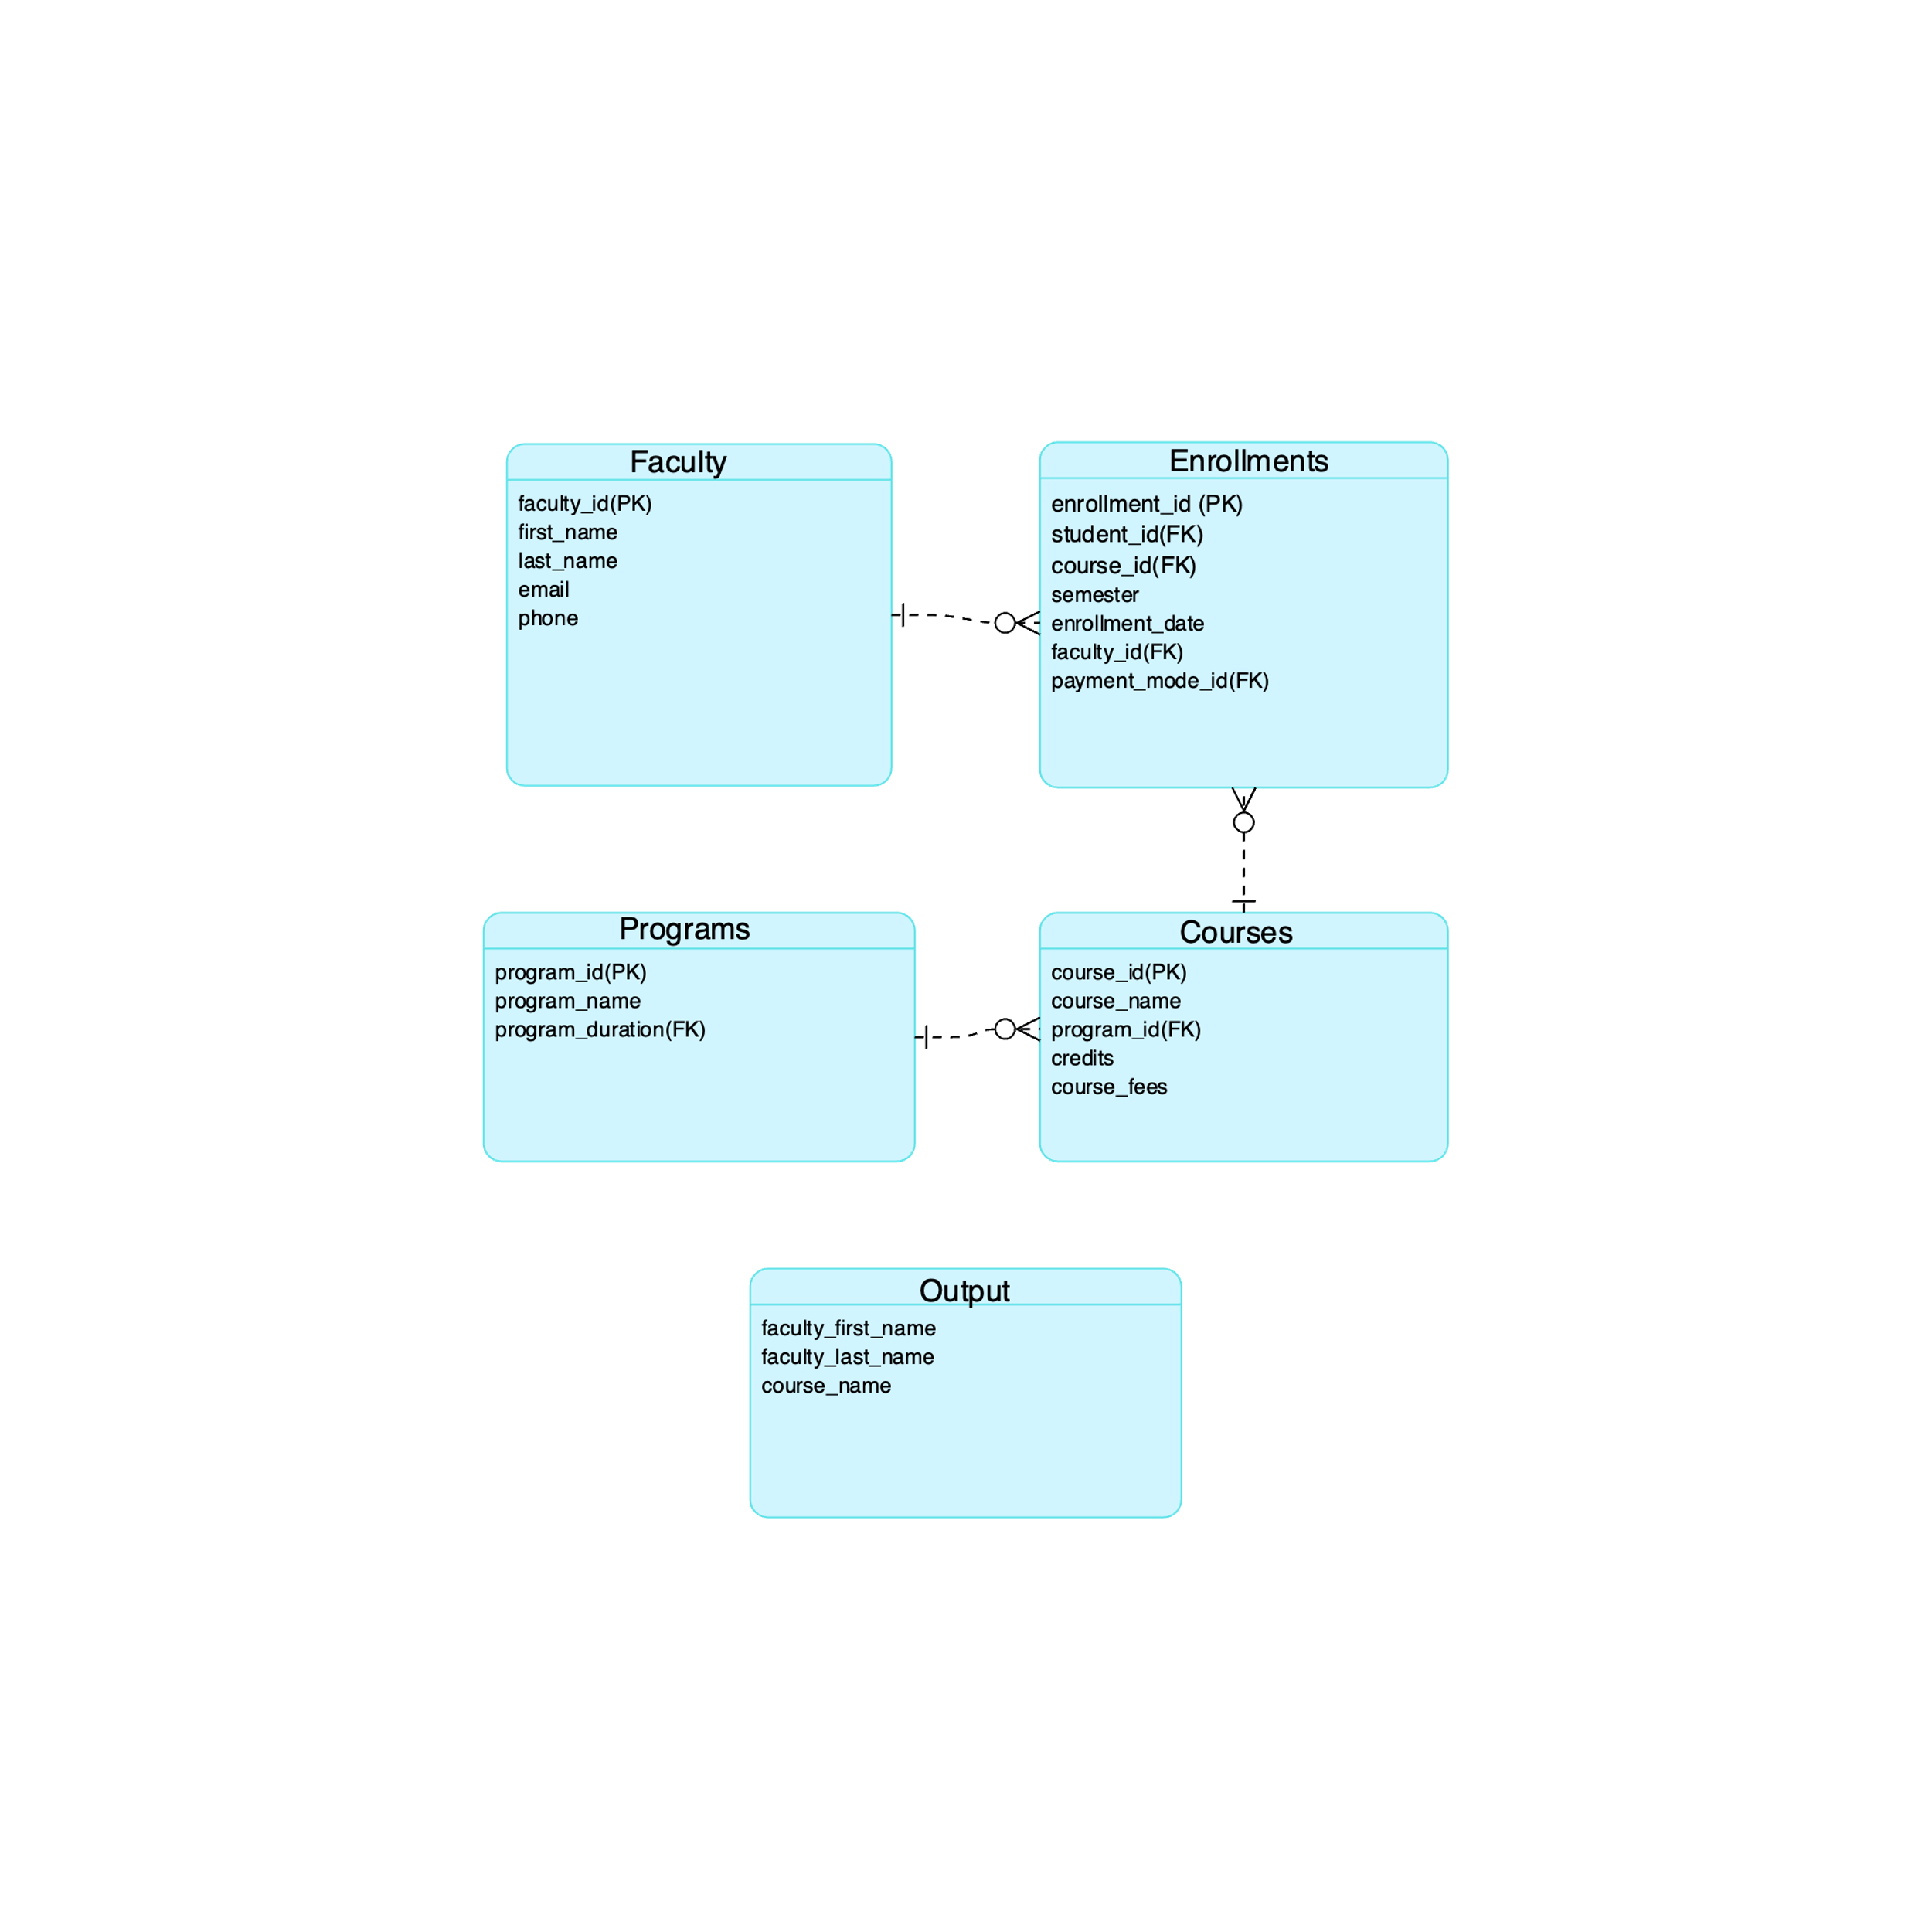 Faculty
faculty_id(PK)
first_name
last_name
email
phone
Enrollments
enrollment_id (PK)
student_id(FK)
course_id(FK)
semester
enrollment_date
faculty_id(FK)
payment_mode_id(FK)
Programs
program_id(PK)
program_name
program_duration(FK)
Courses
course_id(PK)
course_name
program_id(FK)
credits
course_fees
Output
faculty_first_name
faculty_last_name
course_name